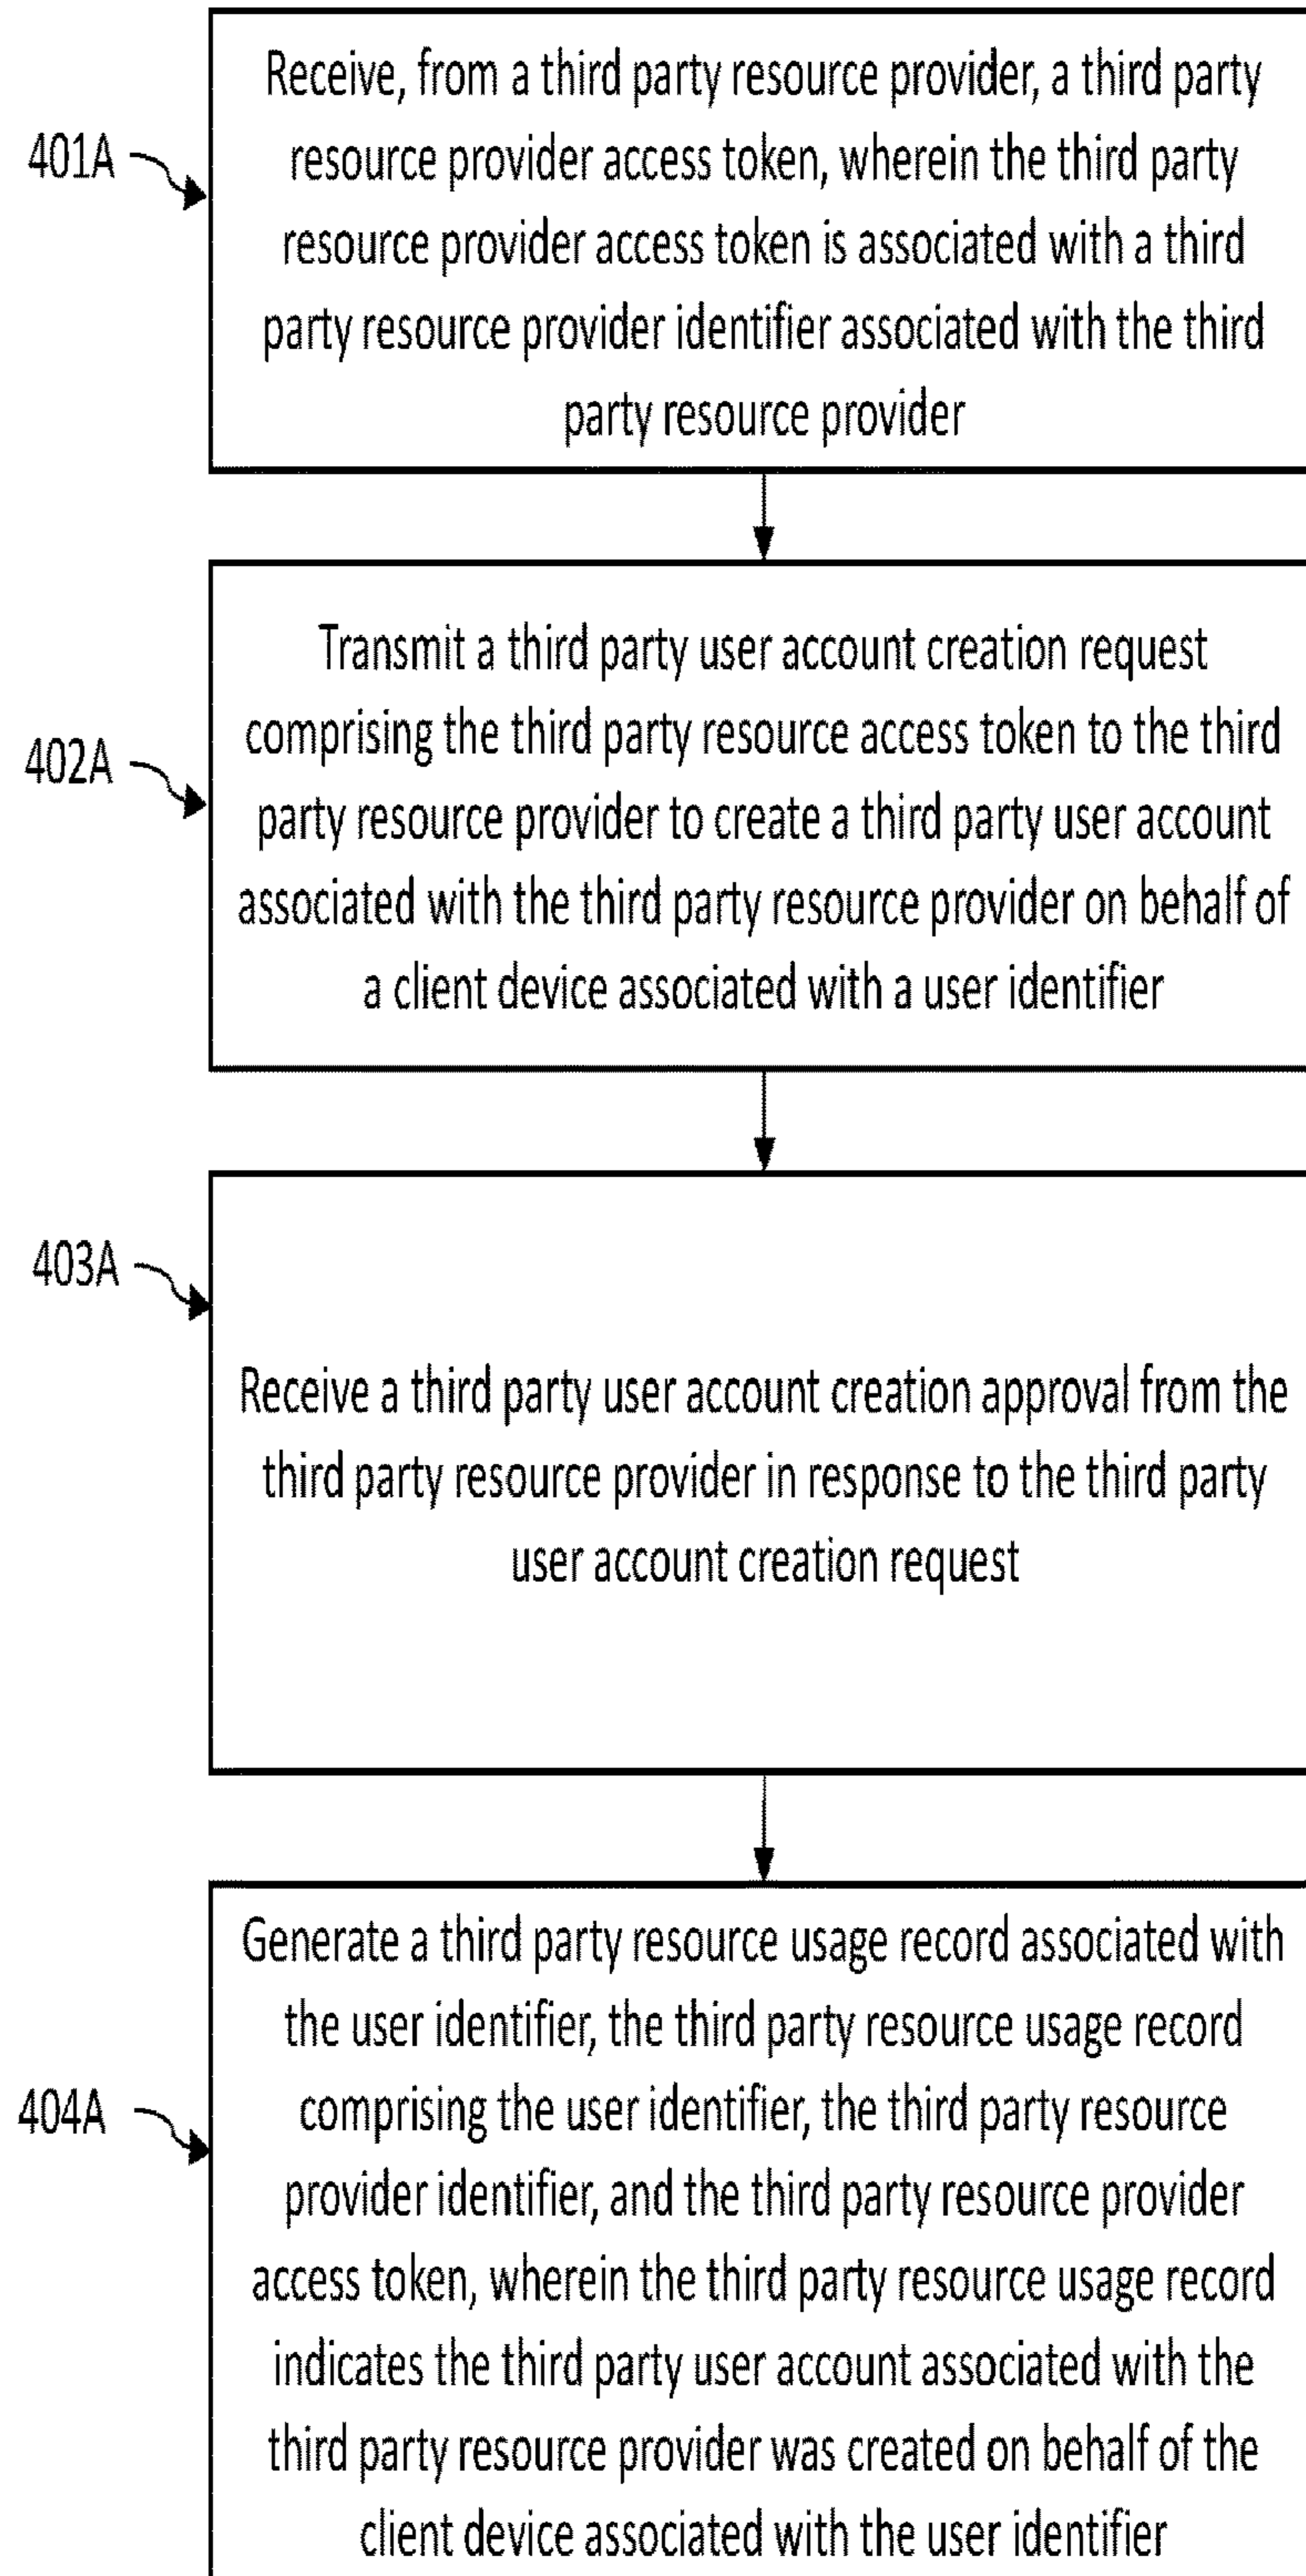 Receive, from a third party resource provider, a third party
resource provider access token, wherein the third party
401A
resource provider access token is associated with a third
party resource provider identifier associated with the third
party resource provider
Transmit a third party user account creation request
comprising the third party resource access token to the third
402A
party resource provider to create a third party user account
associated with the third party resource provider on behalf of
a client device associated with a user identifier
403A
Receive a third party user account creation approval from the
third party resource provider in response to the third party
user account creation request
Generate a third party resource usage record associated with
the user identifier, the third party resource usage record
404A
comprising the user identifier, the third party resource
provider identifier, and the third party resource provider
access token, wherein the third party resource usage record
indicates the third party user account associated with the
third party resource provider was created on behalf of the
client device associated with the user identifier